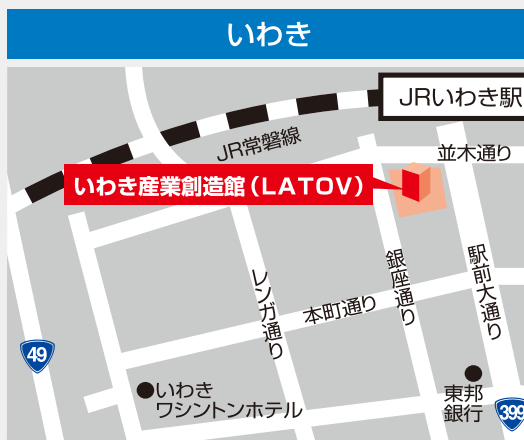 いわき
JRいわき駅
JR常磐線
並木通り
いわき産業創造館（LATOV）
銀座通り
駅前大通り
レンガ通り
本町通り
49
いわき
ワシントンホテル
東邦
銀行
399